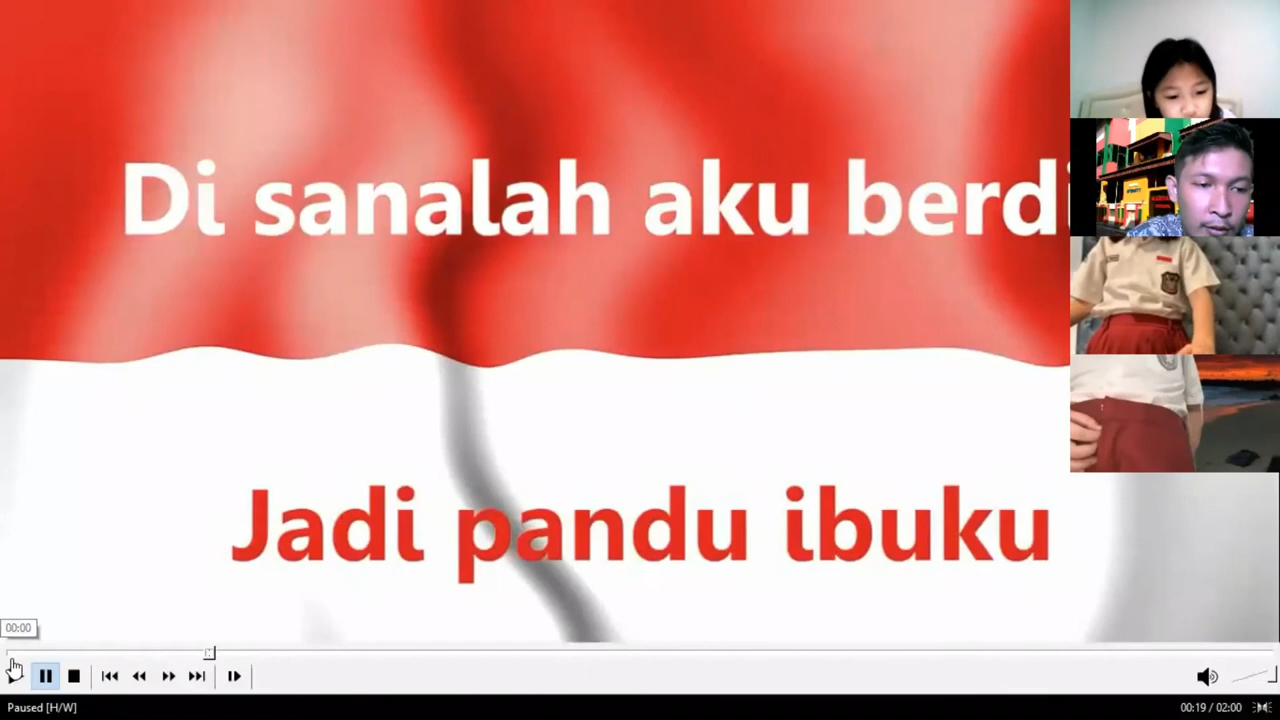 Di sanalah aku berdi
Jadi pandu ibuku
00:00
Paused [H/W]
00:19 / 02:00